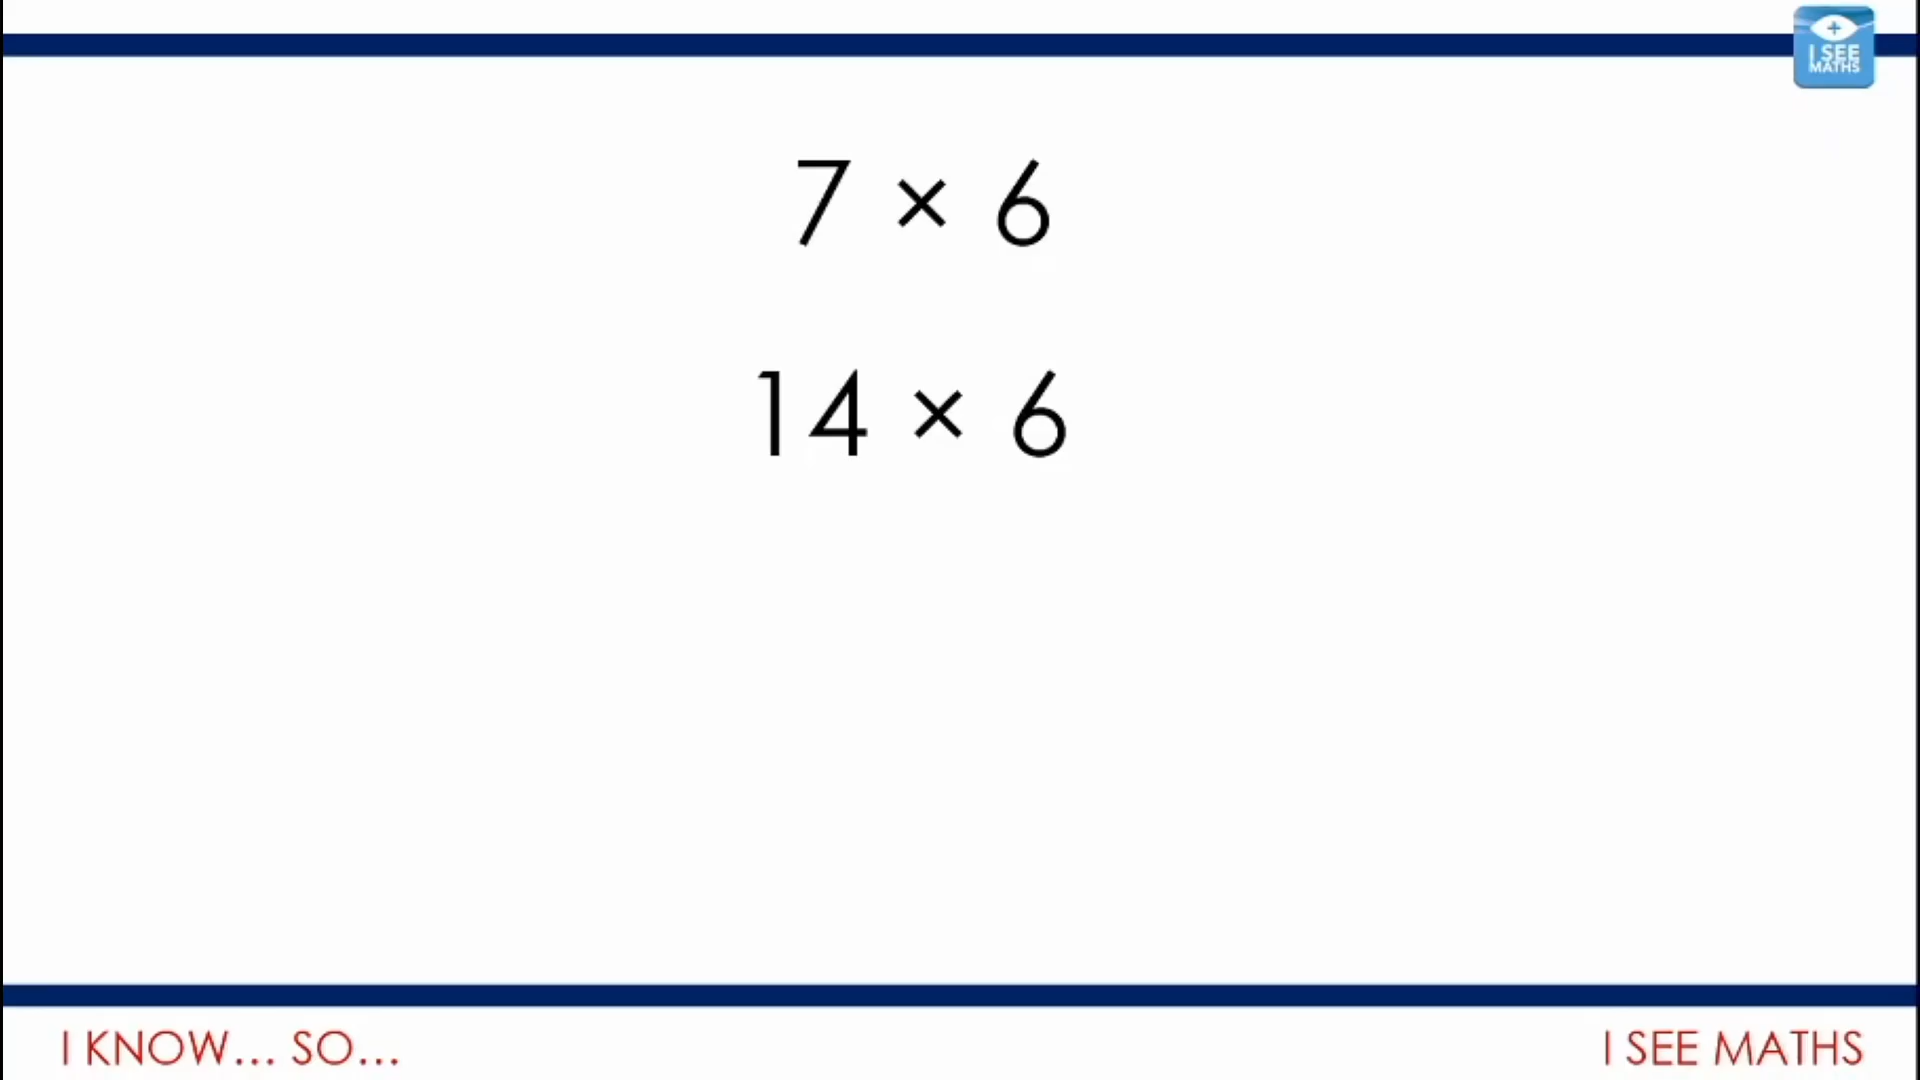 I SEE
MATHS
7 × 6
14 × 6
I KNOW... SO...
I SEE MATHS